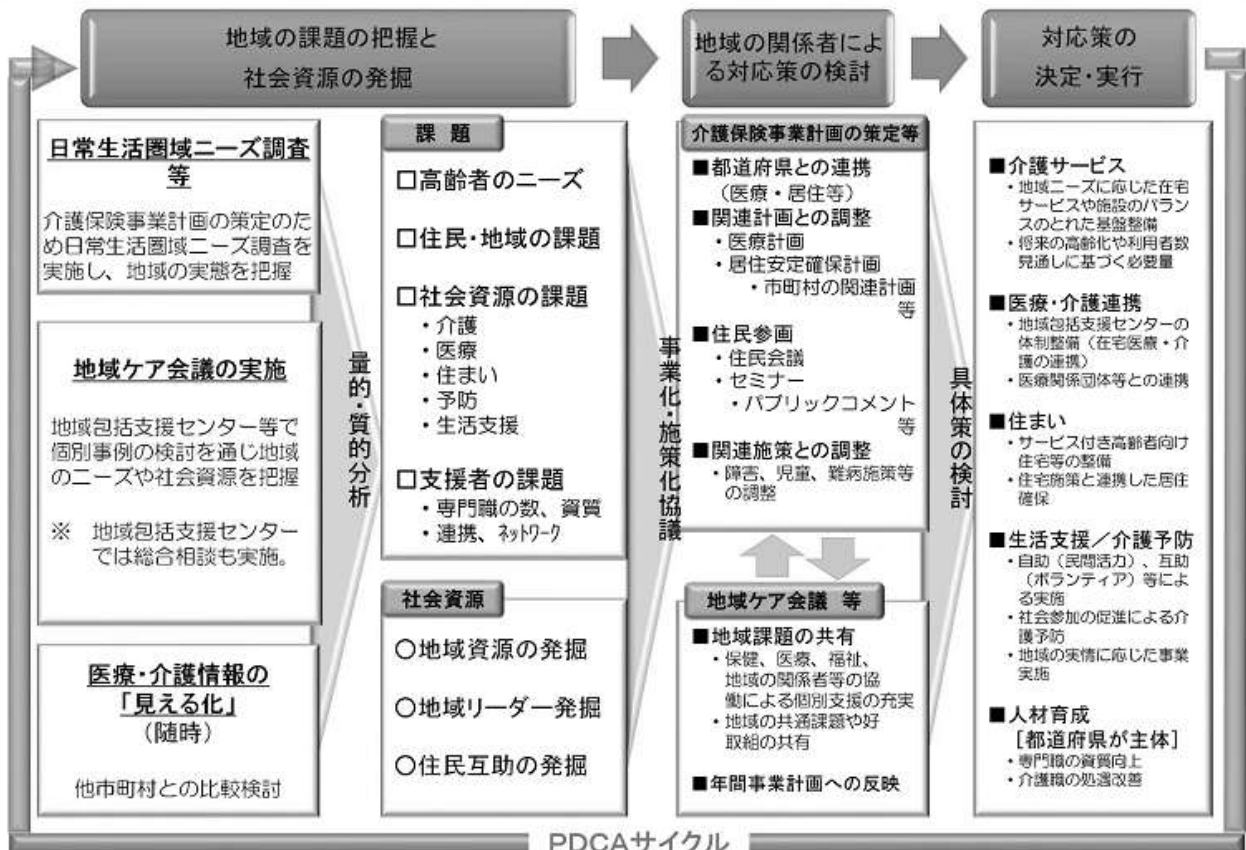 地域の課題の把握と
社会資源の発掘
地域の関係者によ
る対応策の検討
対応策の
決定・実行
日常生活圏域ニーズ調査
等
介護保険事業計画の策定のた
め日常生活圏域ニーズ調査を
実施し、地域の実態を把握
地域ケア会議の実施
地域包括支援センター等で
個別事例の検討を通じ地域
のニーズや社会資源を把握
※ 地域包括支援センター
では総合相談も実施。
医療・介護情報の
「見える化」
（随時）
他市町村との比較検討
量的・質的分析
課 題
□高齢者のニーズ
□住民・地域の課題
□社会資源の課題
・介護
・医療
・住まい
・予防
・生活支援
□支援者の課題
・専門職の数、資質
・連携、ネットワーク
社会資源
○地域資源の発掘
○地域リーダー発掘
○住民互助の発掘
事業化・施策化協議
介護保険事業計画の策定等
■都道府県との連携
（医療・居住等）
■関連計画との調整
・医療計画
・居住安定確保計画
・市町村の関連計画
等
■住民参画
・住民会議
・セミナー
・パブリックコメント
等
■関連施策との調整
・障害、児童、難病施策等
の調整
地域ケア会議 等
■地域課題の共有
・保健、医療、福祉、
地域の関係者等の協
働による個別支援の充実
・地域の共通課題や好
取組の共有
■年間事業計画への反映
具体策の検討
■介護サービス
・地域ニーズに応じた在宅
サービスや施設のバラン
スのとれた基盤整備
・将来の高齢化や利用者数
見通しに基づく必要量
■医療・介護連携
・地域包括支援センターの
体制整備（在宅医療・介
護の連携）
・医療関係団体等との連携
■住まい
・サービス付き高齢者向け
住宅等の整備
・住宅施策と連携した居住
確保
■生活支援／介護予防
・自助（民間活力）、互助
（ボランティア）等によ
る実施
・社会参加の促進による介
護予防
・地域の実情に応じた事業
実施
■人材育成
［都道府県が主体］
・専門職の資質向上
・介護職の処遇改善
PDCAサイクル